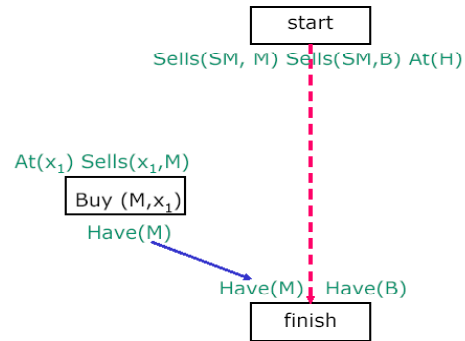 start
Sells(SM, M) Sells(SM,B) At(H)
At(x₁) Sells(x₁,M)
Buy (M,x₁)
Have(M)
Have(M) Have(B)
finish